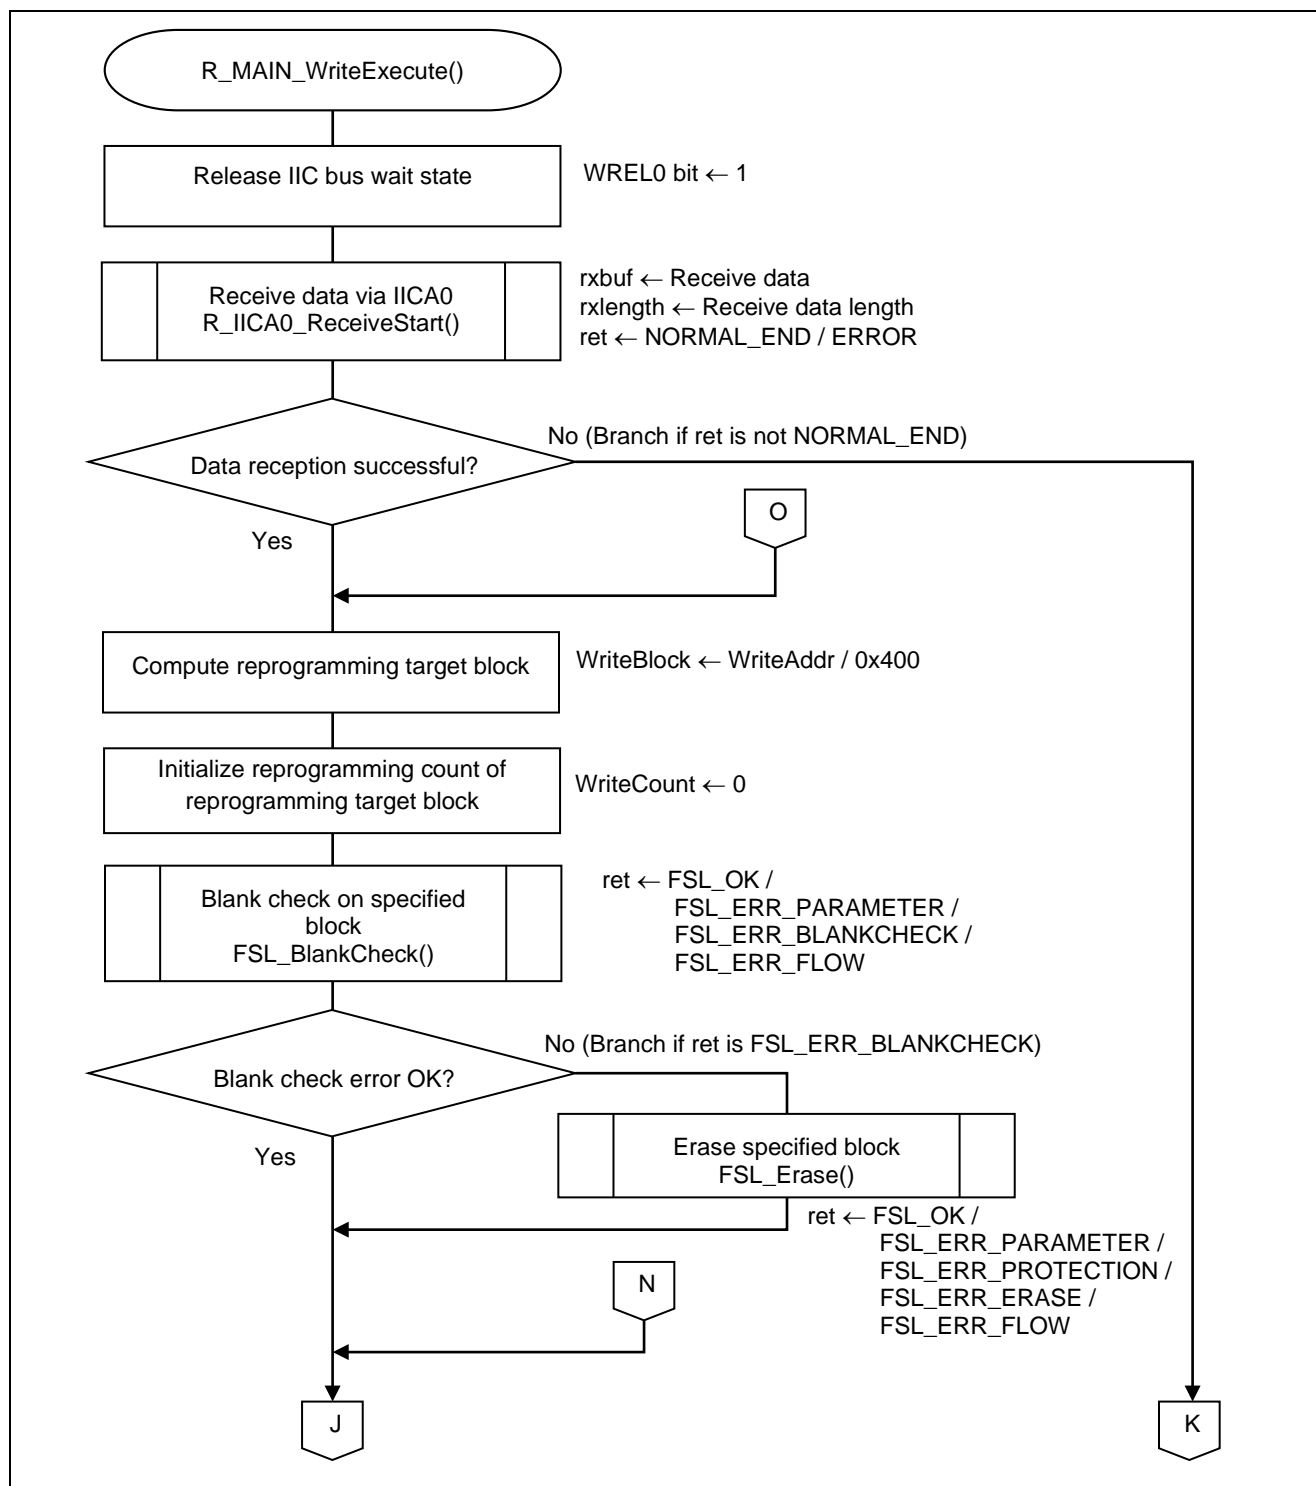 R_MAIN_WriteExecute()
Release IIC bus wait state
WREL0 bit ← 1
Receive data via IICA0
R_IICA0_ReceiveStart()
rxbuf ← Receive data
rxlength ← Receive data length
ret ← NORMAL_END / ERROR
Data reception successful?
No (Branch if ret is not NORMAL_END)
Yes
O
Compute reprogramming target block
WriteBlock ← WriteAddr / 0x400
Initialize reprogramming count of
reprogramming target block
WriteCount ← 0
Blank check on specified
block
FSL_BlankCheck()
ret ← FSL_OK /
FSL_ERR_PARAMETER /
FSL_ERR_BLANKCHECK /
FSL_ERR_FLOW
Blank check error OK?
No (Branch if ret is FSL_ERR_BLANKCHECK)
Yes
Erase specified block
FSL_Erase()
ret ← FSL_OK /
FSL_ERR_PARAMETER /
FSL_ERR_PROTECTION /
FSL_ERR_ERASE /
FSL_ERR_FLOW
N
J
K